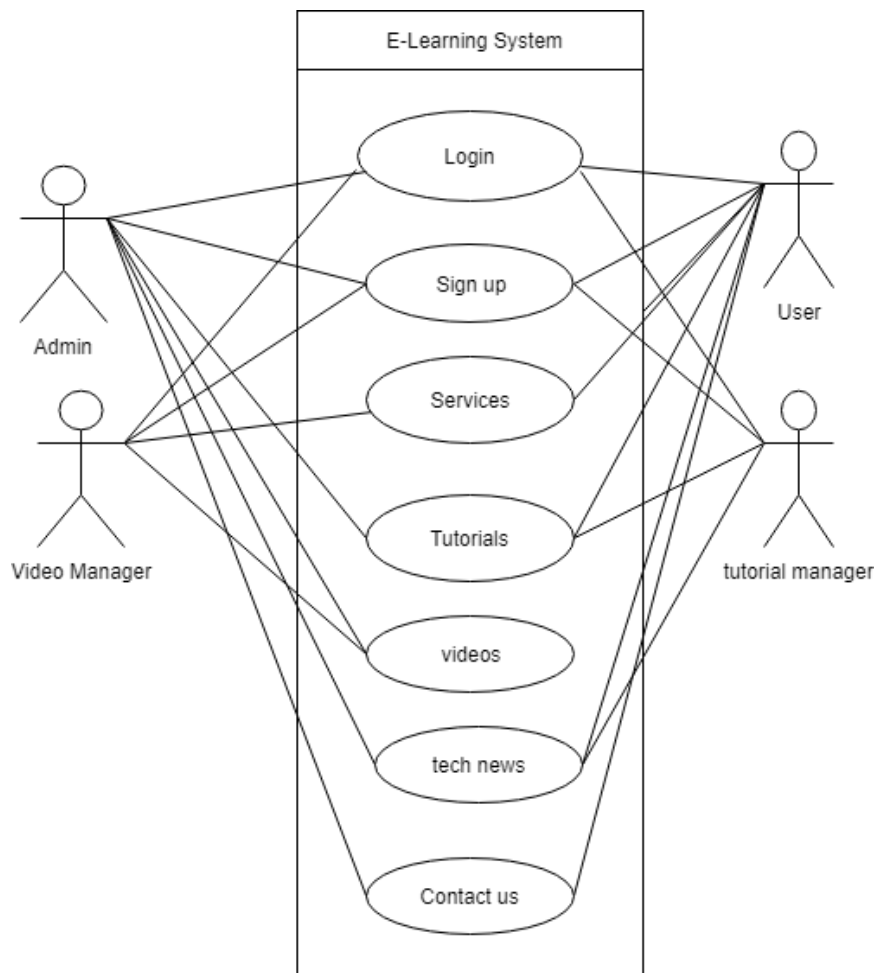 E-Learning System
Login
Sign up
Services
Tutorials
videos
tech news
Contact us
Admin
Video Manager
User
tutorial manager